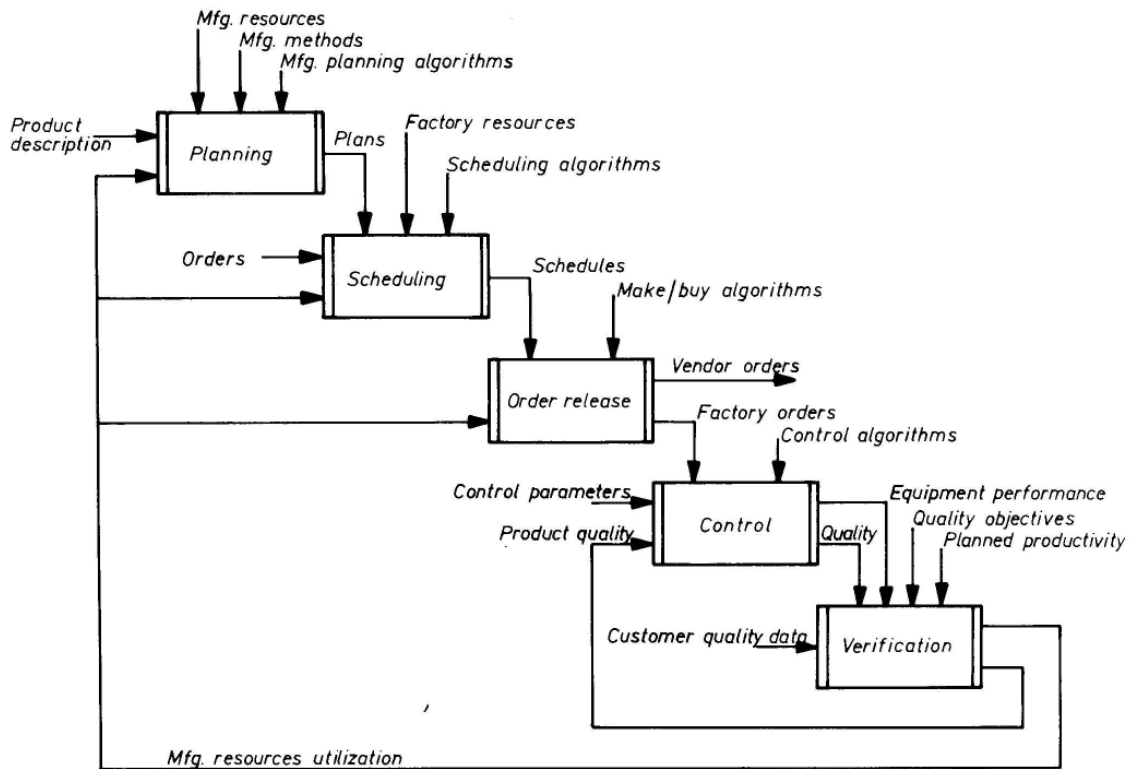 Mfg. resources
Mfg. methods
Mfg. planning algorithms
Product
description
Planning
Plans
Factory resources
Scheduling algorithms
Orders
Scheduling
Schedules
Make/buy algorithms
Order release
Vendor orders
Factory orders
Control algorithms
Control parameters
Product quality
Control
Quality
Equipment performance
Quality objectives
Planned productivity
Customer quality data
Verification
Mfg. resources utilization